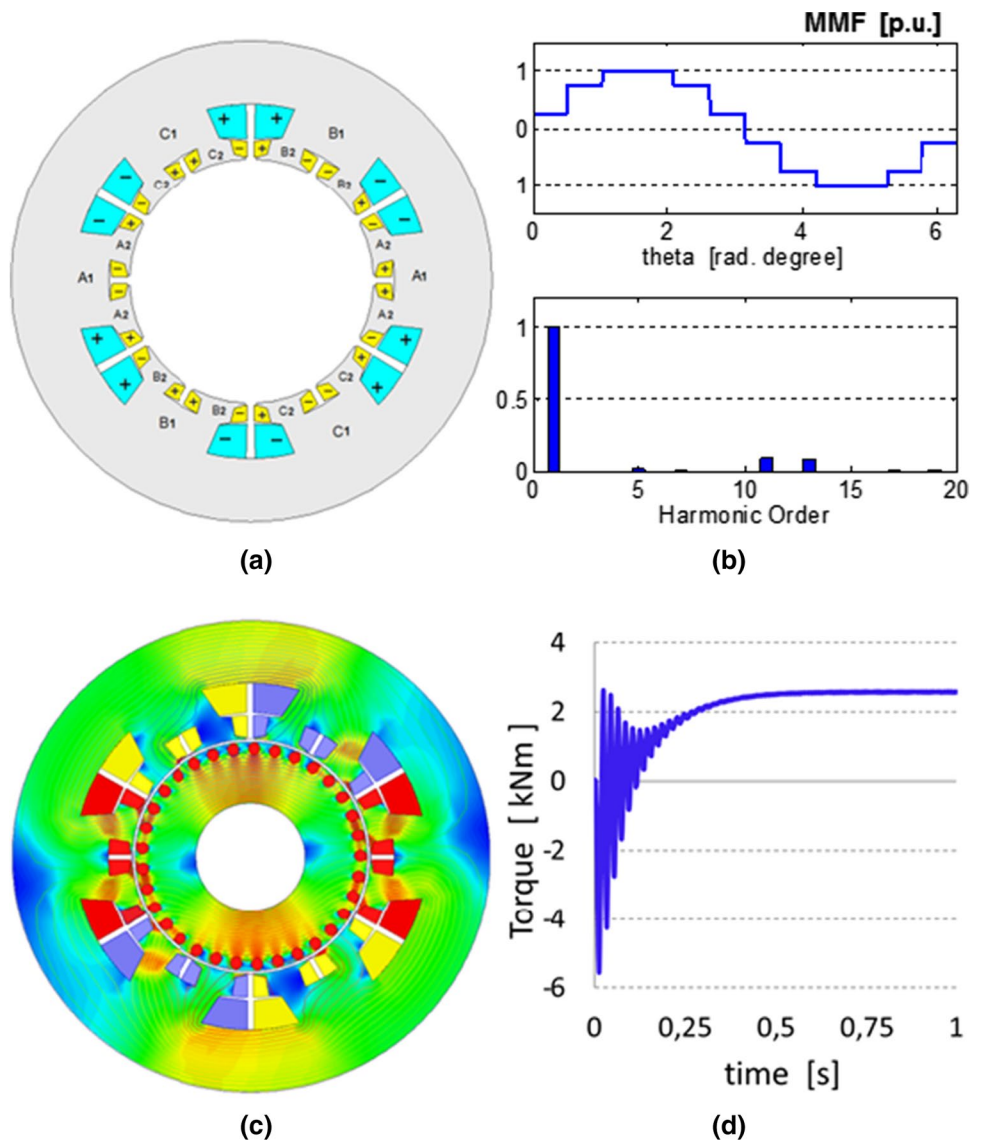 C1
+ +
B1
+ - C2 - + B2 - -
+ C2 B2 +
- - + A2 A2 - - -
A1 - - + + A1
A2 A2
+ + + - B2 C2 + - + +
+ + B2 - + C2 - -
B1 - - C1
(a)
MMF [p.u.]
1
0
1
0 2 4 6
theta [rad. degree]
1
0.5
0
0 5 10 15 20
Harmonic Order
(b)
(c)
4
2
0
-2
-4
-6
Torque [ kNm ]
0 0,25 0,5 0,75 1
time [s]
(d)